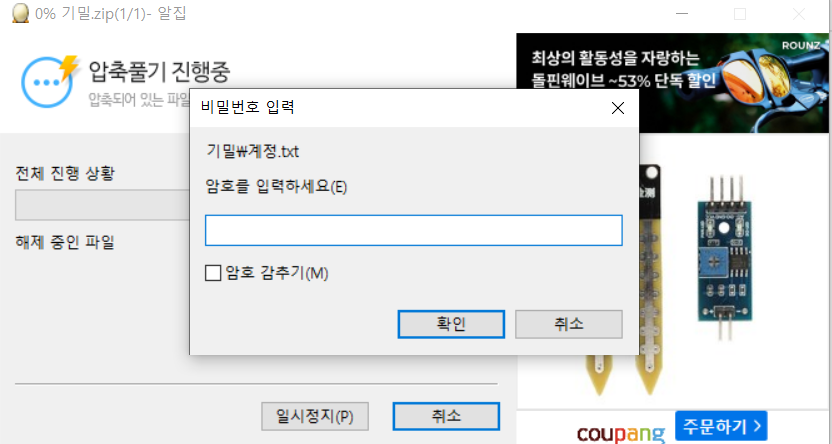 0% 기밀.zip(1/1)- 알집
압축풀기 진행중
압축되어 있는 파일
비밀번호 입력
기밀₩계정.txt
암호를 입력하세요(E)
암호 감추기(M)
확인
취소
전체 진행 상황
해제 중인 파일
일시정지(P)
취소
ROUNZ
최상의 활동성을 자랑하는
돌핀웨이브 ~53% 단독 할인
coupang
주문하기 >